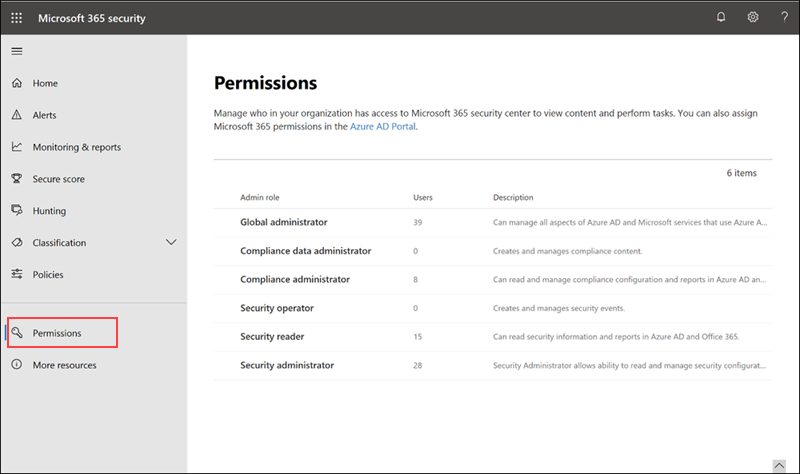 Microsoft 365 security
?
Home
Alerts
Monitoring & reports
Secure score
Hunting
Classification
Policies
Permissions
More resources
Permissions
Manage who in your organization has access to Microsoft 365 security center to view content and perform tasks. You can also assign
Microsoft 365 permissions in the Azure AD Portal.
6 items
Admin role Users Description
Global administrator 39 Can manage all aspects of Azure AD and Microsoft services that use Azure A...
Compliance data administrator 0 Creates and manages compliance content.
Compliance administrator 8 Can read and manage compliance configuration and reports in Azure AD an...
Security operator 0 Creates and manages security events.
Security reader 15 Can read security information and reports in Azure AD and Office 365.
Security administrator 28 Security Administrator allows ability to read and manage security configurat...